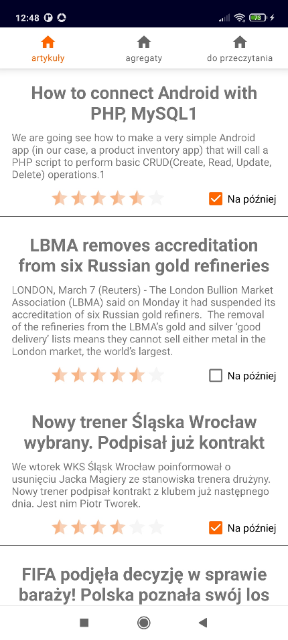 12:48
78
artykuły agregaty do przeczytania
How to connect Android with
PHP, MySQL1
We are going see how to make a very simple Android
app (in our case, a product inventory app) that will call a
PHP script to perform basic CRUD(Create, Read, Update,
Delete) operations.1
Na później
LBMA removes accreditation
from six Russian gold refineries
LONDON, March 7 (Reuters) - The London Bullion Market
Association (LBMA) said on Monday it had suspended its
accreditation of six Russian gold refiners. The removal
of the refineries from the LBMA's gold and silver 'good
delivery' lists means they cannot sell either metal in the
London market, the world's largest.
Na później
Nowy trener Śląska Wrocław
wybrany. Podpisał już kontrakt
We wtorek WKS Śląsk Wrocław poinformował o
usunięciu Jacka Magiery ze stanowiska trenera drużyny.
Nowy trener podpisał kontrakt z klubem już następnego
dnia. Jest nim Piotr Tworek.
Na później
FIFA podjęła decyzję w sprawie
baraży! Polska poznała swój los